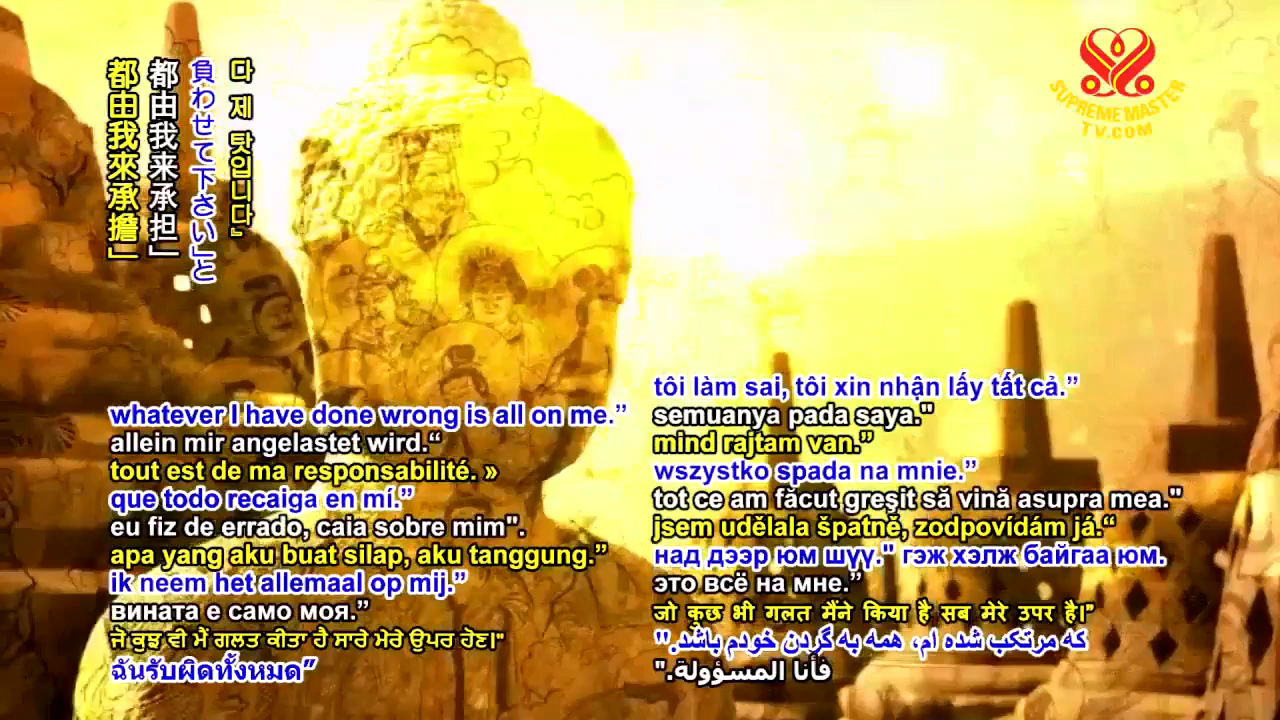 다 제 탓입니다』
負わせて下さい」と
都由我来承担」
都由我來承擔」
SUPREME MASTER
TV.COM
whatever I have done wrong is all on me.”
allein mir angelastet wird.“
tout est de ma responsabilité. »
que todo recaiga en mí.”
eu fiz de errado, caia sobre mim".
apa yang aku buat silap, aku tanggung.”
ik neem het allemaal op mij.”
вината е само моя.”
ਜੋ ਕੁਝ ਵੀ ਮੈਂ ਗਲਤ ਕੀਤਾ ਹੈ ਸਾਰੇ ਮੇਰੇ ਉਪਰ ਹੋਣ।"
ฉันรับผิดทั้งหมด”
tôi làm sai, tôi xin nhận lấy tất cả.”
semuanya pada saya."
mind rajtam van.”
wszystko spada na mnie.”
tot ce am făcut greşit să vină asupra mea."
jsem udělala špatně, zodpovídám já.“
над дээр юм шүү." гэж хэлж байгаа юм.
это всё на мне.”
जो कुछ भी गलत मैंने किया है सब मेरे उपर है।”
که مرتکب شده ام، همه به گردن خودم باشد."
فأنا المسؤولة."